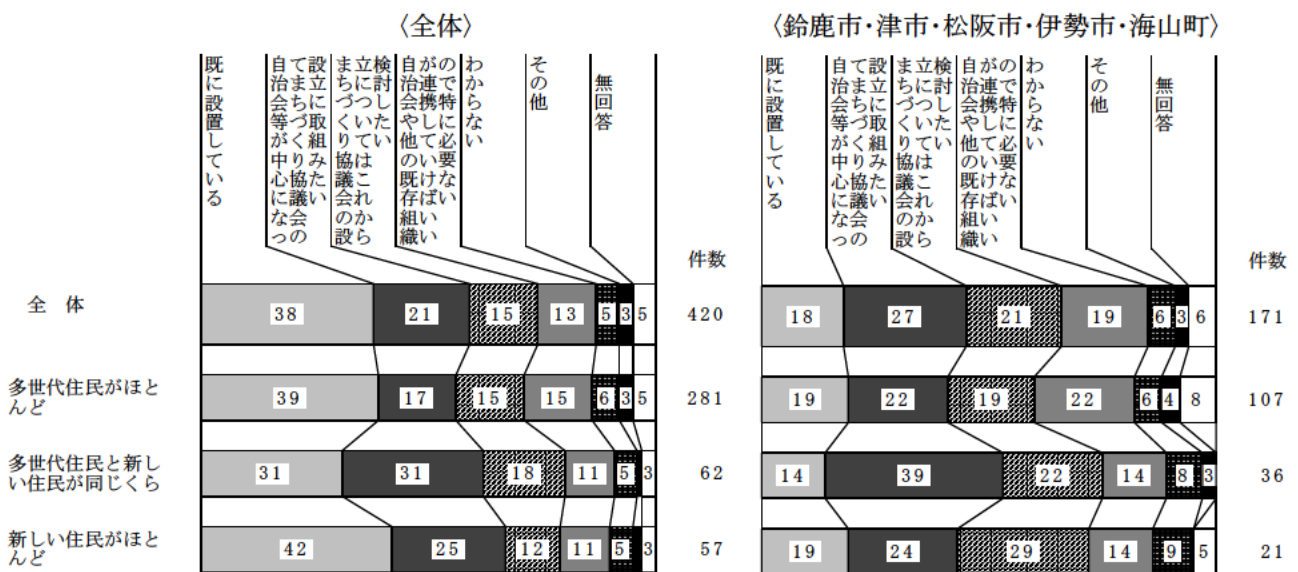 〈全体〉
既に設置している
自治会等が中心になっ
てまちづくり協議会の
設立に取組みたい
まちづくり協議会の設
立についてはこれから
検討したい
自治会や他の既存組織
が連携していけばいい
ので特に必要ない
わからない
その他
無回答
件数
全 体
38 21 15 13 5 3 5 420
多世代住民がほと
んど
39 17 15 15 6 3 5 281
多世代住民と新し
い住民が同じくら
31 31 18 11 5 3 62
新しい住民がほと
んど
42 25 12 11 5 3 57
〈鈴鹿市・津市・松阪市・伊勢市・海山町〉
既に設置している
自治会等が中心になっ
てまちづくり協議会の
設立に取組みたい
まちづくり協議会の設
立についてはこれから
検討したい
自治会や他の既存組織
が連携していけばいい
ので特に必要ない
わからない
その他
無回答
件数
18 27 21 19 6 3 6 171
19 22 19 22 6 4 8 107
14 39 22 14 8 3 36
19 24 29 14 9 5 21